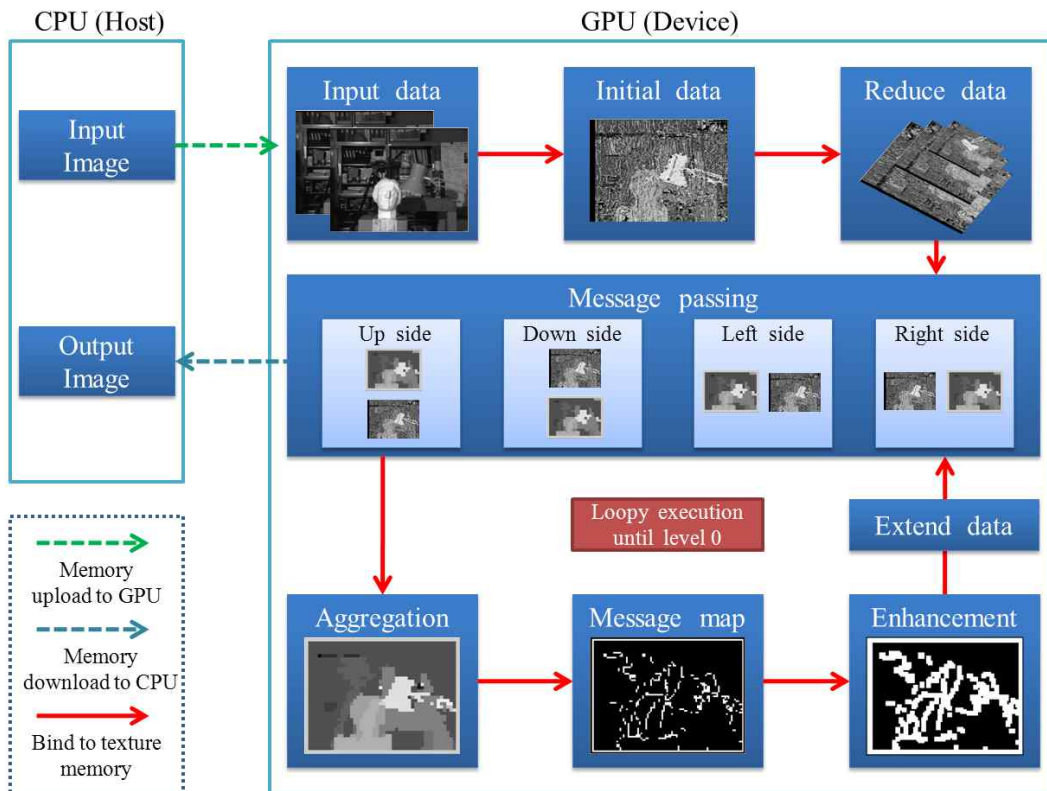 CPU (Host)
GPU (Device)
Input
Image
Input data
Initial data
Reduce data
Message passing
Up side
Down side
Left side
Right side
Output
Image
Loopy execution
until level 0
Extend data
Aggregation
Message map
Enhancement
Memory
upload to GPU
Memory
download to CPU
Bind to texture
memory